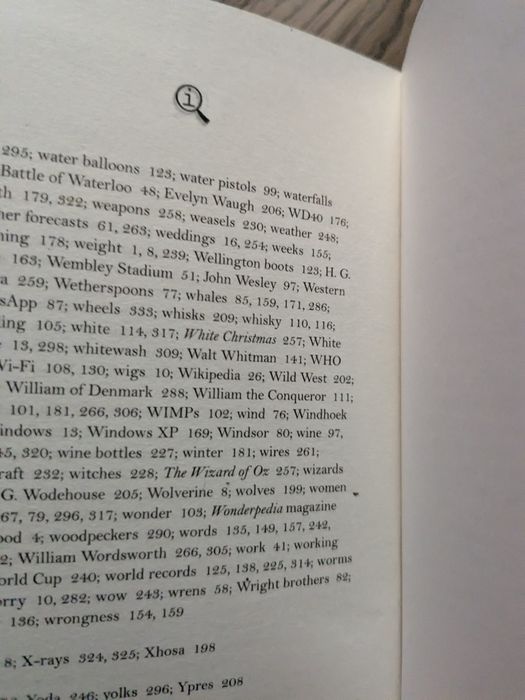 295; water balloons 123; water pistols 99; waterfalls
Battle of Waterloo 48; Evelyn Waugh 206; WD40 176;
th 179, 322; weapons 258; weasels 230; weather 248;
her forecasts 61, 263; weddings 16, 254; weeks 155;
ning 178; weight 1, 8, 239; Wellington boots 123; H. G.
163; Wembley Stadium 51; John Wesley 97; Western
a 259; Wetherspoons 77; whales 85, 159, 171, 286;
sApp 87; wheels 333; whisks 209; whisky 110, 116;
ling 105; white 114, 317; White Christmas 257; White
13, 298; whitewash 309; Walt Whitman 141; WHO
Wi-Fi 108, 130; wigs 10; Wikipedia 26; Wild West 202;
William of Denmark 288; William the Conqueror 111;
101, 181, 266, 306; WIMPs 102; wind 76; Windhoek
indows 13; Windows XP 169; Windsor 80; wine 97,
5, 320; wine bottles 227; winter 181; wires 261;
raft 232; witches 228; The Wizard of Oz 257; wizards
G. Wodehouse 205; Wolverine 8; wolves 199; women
67, 79, 296, 317; wonder 103; Wonderpedia magazine
ood 4; woodpeckers 290; words 135, 149, 157, 242,
2; William Wordsworth 266, 305; work 41; working
orld Cup 240; world records 125, 138, 225, 314; worms
orry 10, 282; wow 243; wrens 58; Wright brothers 82;
136; wrongness 154, 159
8; X-rays 324, 325; Xhosa 198
Yoda 246; yolks 296; Ypres 208